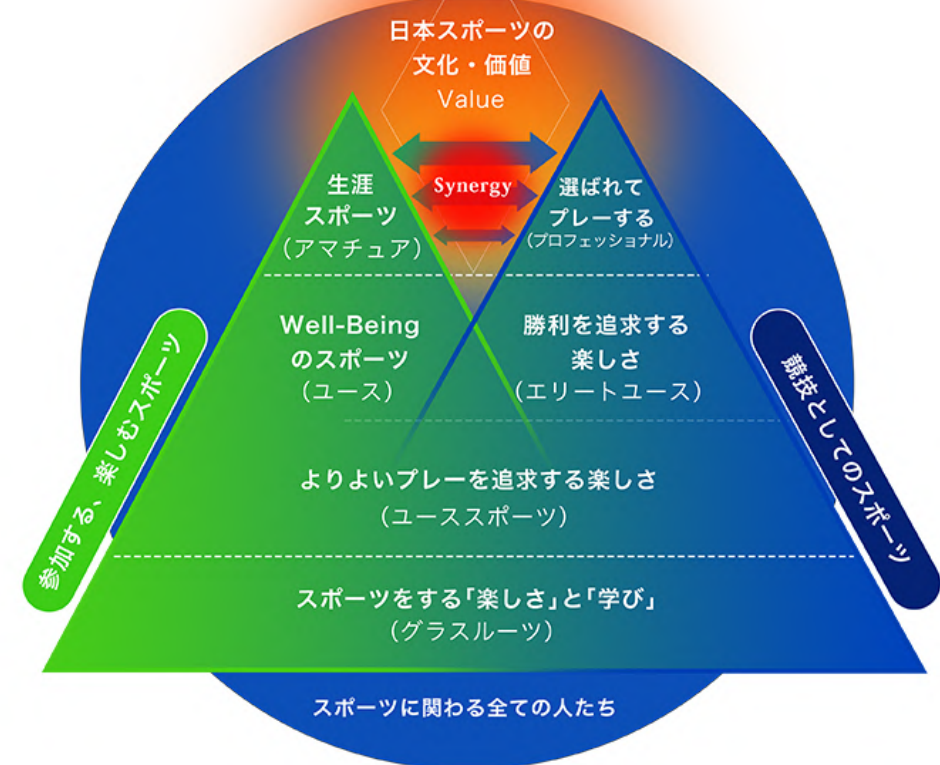 日本スポーツの
文化・価値
Value
Synergy
生涯
スポーツ
（アマチュア）
選ばれて
プレーする
（プロフェッショナル）
Well-Being
のスポーツ
（ユース）
勝利を追求する
楽しさ
（エリートユース）
参加する、楽しむスポーツ
競技としてのスポーツ
よりよいプレーを追求する楽しさ
（ユーススポーツ）
スポーツをする｢楽しさ｣と｢学び｣
（グラスルーツ）
スポーツに関わる全ての人たち